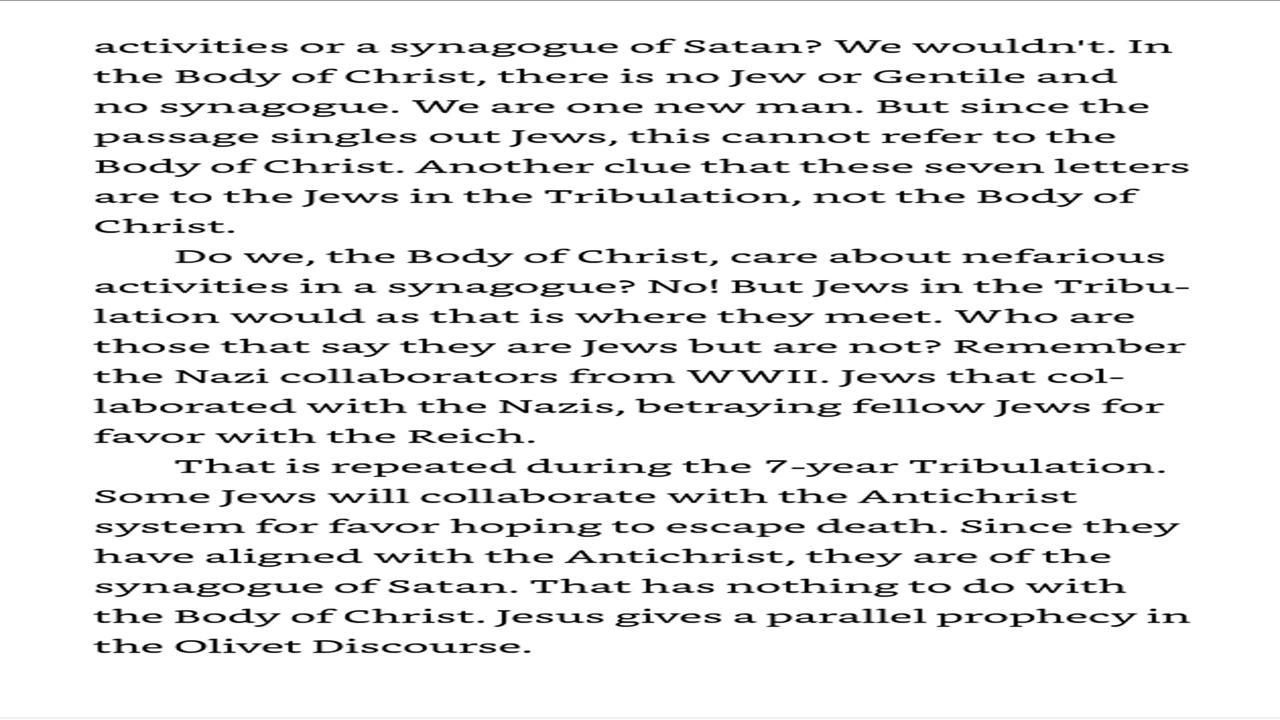 activities or a synagogue of Satan? We wouldn't. In
the Body of Christ, there is no Jew or Gentile and
no synagogue. We are one new man. But since the
passage singles out Jews, this cannot refer to the
Body of Christ. Another clue that these seven letters
are to the Jews in the Tribulation, not the Body of
Christ.
Do we, the Body of Christ, care about nefarious
activities in a synagogue? No! But Jews in the Tribu-
lation would as that is where they meet. Who are
those that say they are Jews but are not? Remember
the Nazi collaborators from WWII. Jews that col-
laborated with the Nazis, betraying fellow Jews for
favor with the Reich.
That is repeated during the 7-year Tribulation.
Some Jews will collaborate with the Antichrist
system for favor hoping to escape death. Since they
have aligned with the Antichrist, they are of the
synagogue of Satan. That has nothing to do with
the Body of Christ. Jesus gives a parallel prophecy in
the Olivet Discourse.